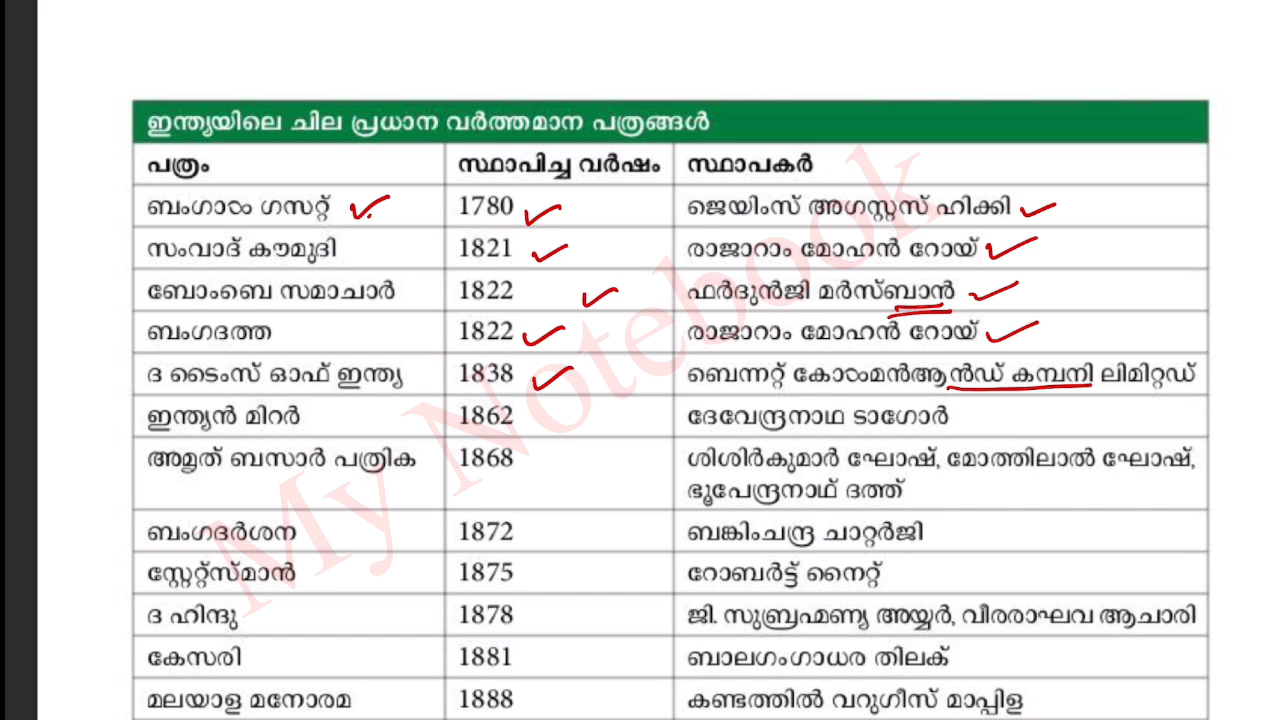 ഇന്ത്യയിലെ ചില പ്രധാന വർത്തമാന പത്രങ്ങൾ
പത്രം സ്ഥാപിച്ച വർഷം സ്ഥാപകർ
ബംഗാഠം ഗസറ്റ് 1780 ജെയിംസ് അഗസ്റ്റസ് ഹിക്കി
സംവാദ് കൗമുദി 1821 രാജാറാം മോഹൻ റോയ്
ബോംബെ സമാചാർ 1822 ഫർദുൻജി മർസ്ബാൻ
ബംഗദത്ത 1822 രാജാറാം മോഹൻ റോയ്
ദ ടൈംസ് ഓഫ് ഇന്ത്യ 1838 ബെന്നറ്റ് കോഠമൻആൻഡ് കമ്പനി ലിമിറ്റഡ്
ഇന്ത്യൻ മിറർ 1862 ദേവേന്ദ്രനാഥ ടാഗോർ
അമൃത് ബസാർ പത്രിക 1868 ശിശിർകുമാർ ഘോഷ്, മോത്തിലാൽ ഘോഷ്,
ഭൂപേന്ദ്രനാഥ് ദത്ത്
ബംഗദർശന 1872 ബങ്കിംചന്ദ്ര ചാറ്റർജി
സ്റ്റേറ്റ്സ്മാൻ 1875 റോബർട്ട് നൈറ്റ്
ദ ഹിന്ദു 1878 ജി. സുബ്രഹ്മണ്യ അയ്യർ, വീരരാഘവ ആചാരി
കേസരി 1881 ബാലഗംഗാധര തിലക്
മലയാള മനോരമ 1888 കണ്ടത്തിൽ വറുഗീസ് മാപ്പിള
My Notebook